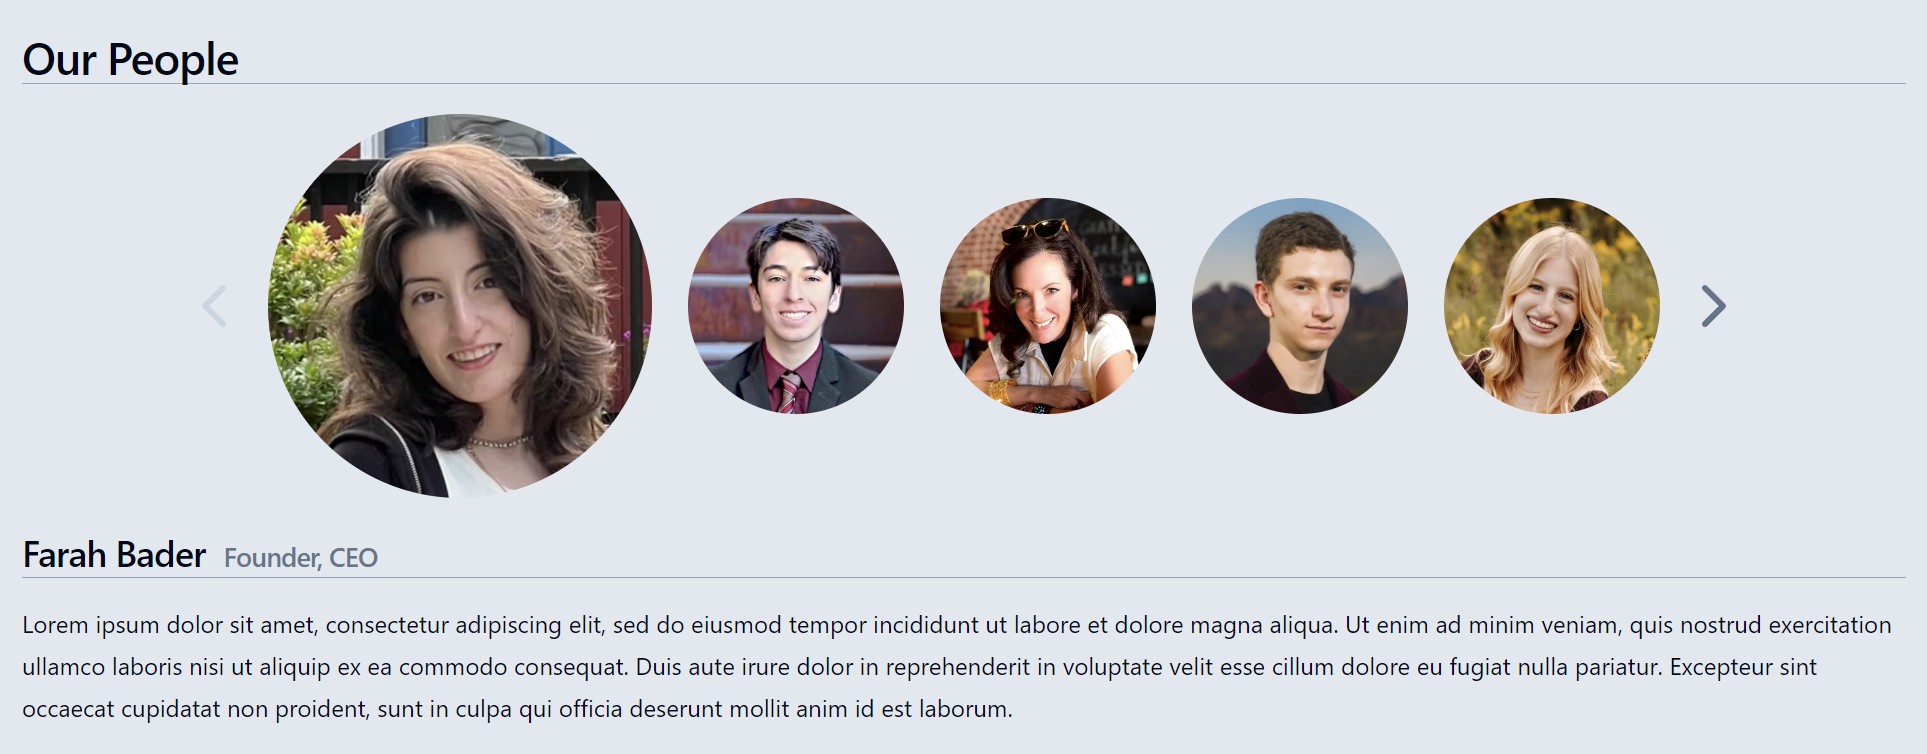 Our People
Farah Bader Founder, CEO
Lorem ipsum dolor sit amet, consectetur adipiscing elit, sed do eiusmod tempor incididunt ut labore et dolore magna aliqua. Ut enim ad minim veniam, quis nostrud exercitation
ullamco laboris nisi ut aliquip ex ea commodo consequat. Duis aute irure dolor in reprehenderit in voluptate velit esse cillum dolore eu fugiat nulla pariatur. Excepteur sint
occaecat cupidatat non proident, sunt in culpa qui officia deserunt mollit anim id est laborum.